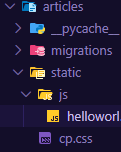 articles
__pycache__
migrations
static
js
JS helloworl
cp.css